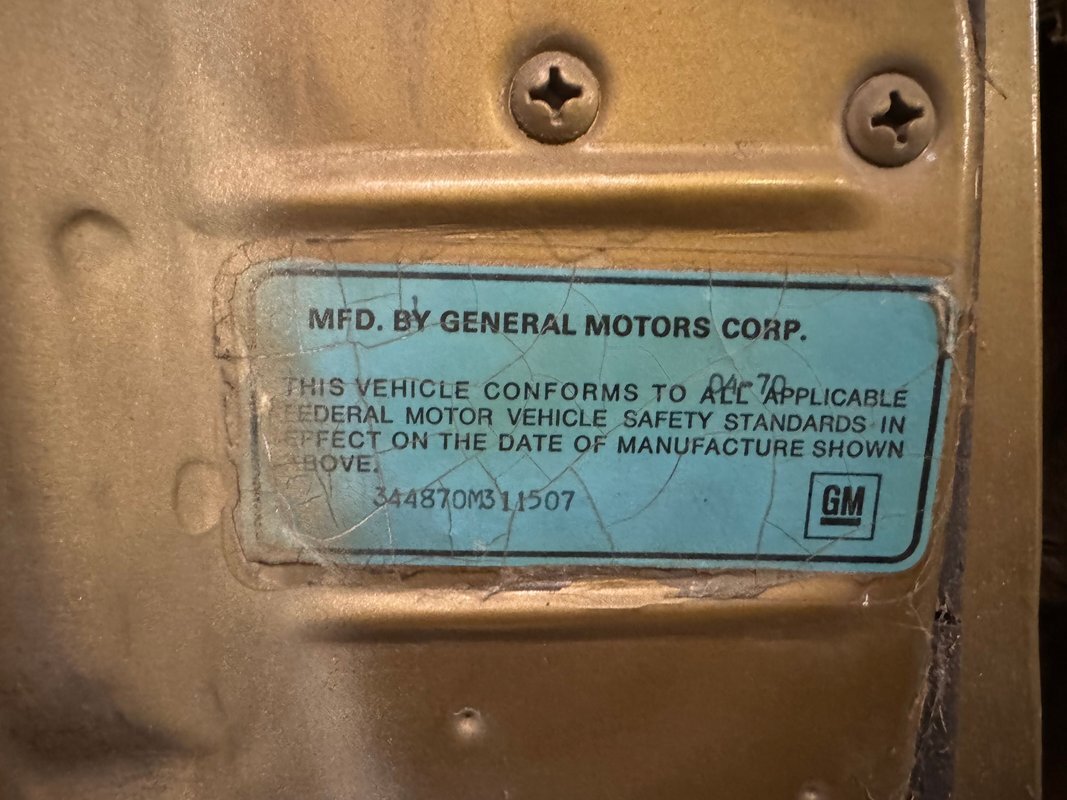 MFD. BY GENERAL MOTORS CORP.
04-70
THIS VEHICLE CONFORMS TO ALL APPLICABLE
FEDERAL MOTOR VEHICLE SAFETY STANDARDS IN
EFFECT ON THE DATE OF MANUFACTURE SHOWN
ABOVE.
344870M311507
GM